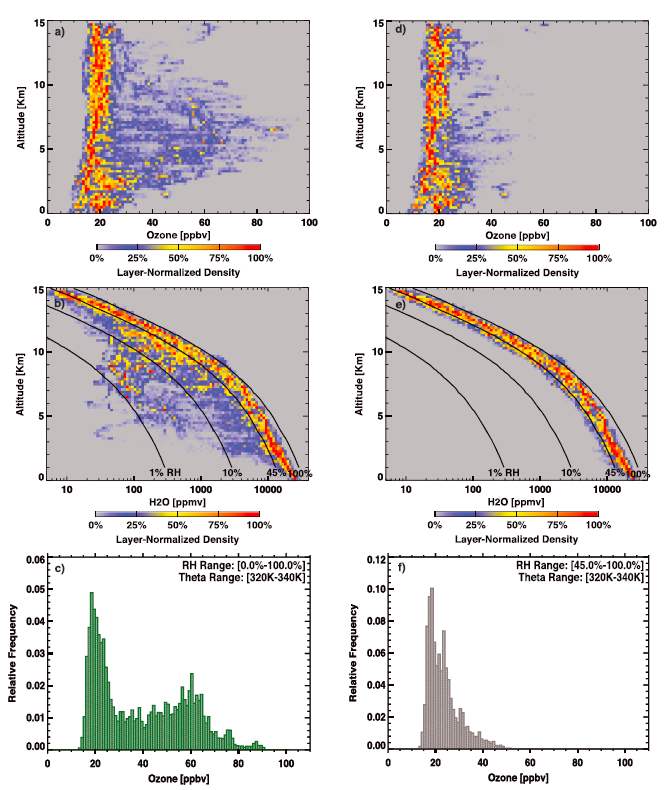 a)
15
10
5
0
Altitude [Km]
0 20 40 60 80 100
Ozone [ppbv]
0% 25% 50% 75% 100%
Layer-Normalized Density
d)
15
10
5
0
Altitude [Km]
0 20 40 60 80 100
Ozone [ppbv]
0% 25% 50% 75% 100%
Layer-Normalized Density
b)
15
10
5
0
Altitude [Km]
1% RH 10% 45% 100%
10 100 1000 10000
H2O [ppmv]
0% 25% 50% 75% 100%
Layer-Normalized Density
e)
15
10
5
0
Altitude [Km]
1% RH 10% 45% 100%
10 100 1000 10000
H2O [ppmv]
0% 25% 50% 75% 100%
Layer-Normalized Density
c)
RH Range: [0.0%-100.0%]
Theta Range: [320K-340K]
0.06
0.05
0.04
0.03
0.02
0.01
0.00
Relative Frequency
0 20 40 60 80 100
Ozone [ppbv]
f)
RH Range: [45.0%-100.0%]
Theta Range: [320K-340K]
0.12
0.10
0.08
0.06
0.04
0.02
0.00
Relative Frequency
0 20 40 60 80 100
Ozone [ppbv]